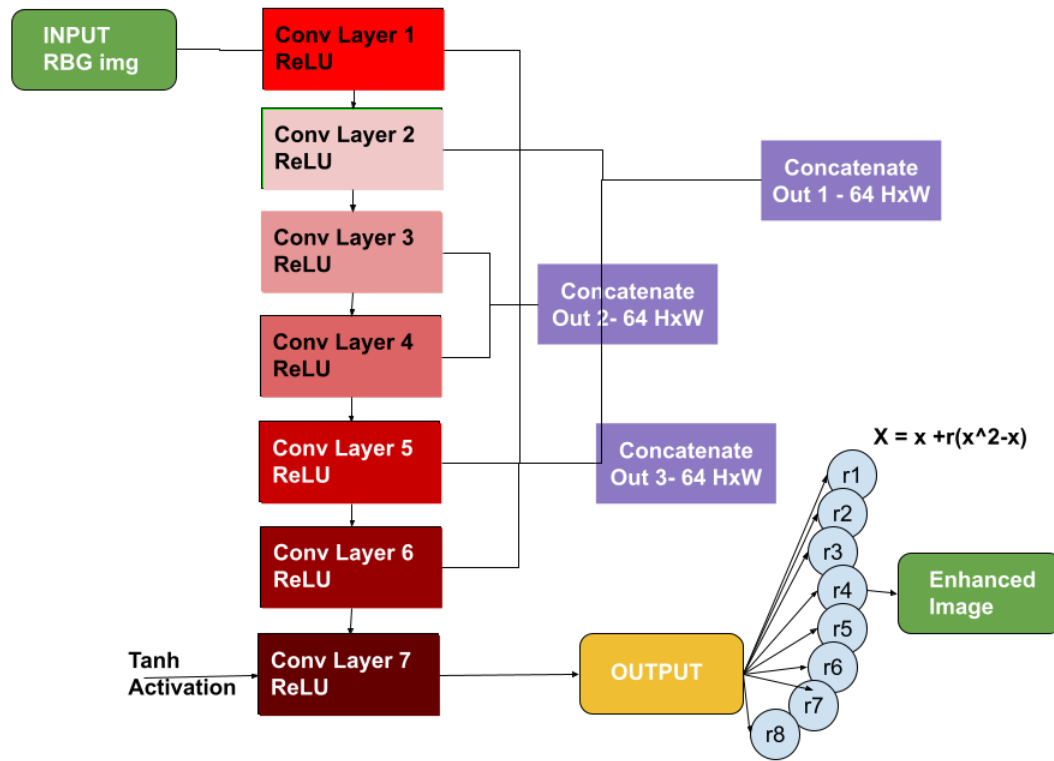 INPUT
RBG img
Conv Layer 1
ReLU
Conv Layer 2
ReLU
Concatenate
Out 1 - 64 HxW
Conv Layer 3
ReLU
Concatenate
Out 2- 64 HxW
Conv Layer 4
ReLU
Conv Layer 5
ReLU
Concatenate
Out 3- 64 HxW
X = x +r(x^2-x)
r1
r2
r3
r4
r5
r6
r7
r8
Conv Layer 6
ReLU
Enhanced
Image
Tanh
Activation
Conv Layer 7
ReLU
OUTPUT